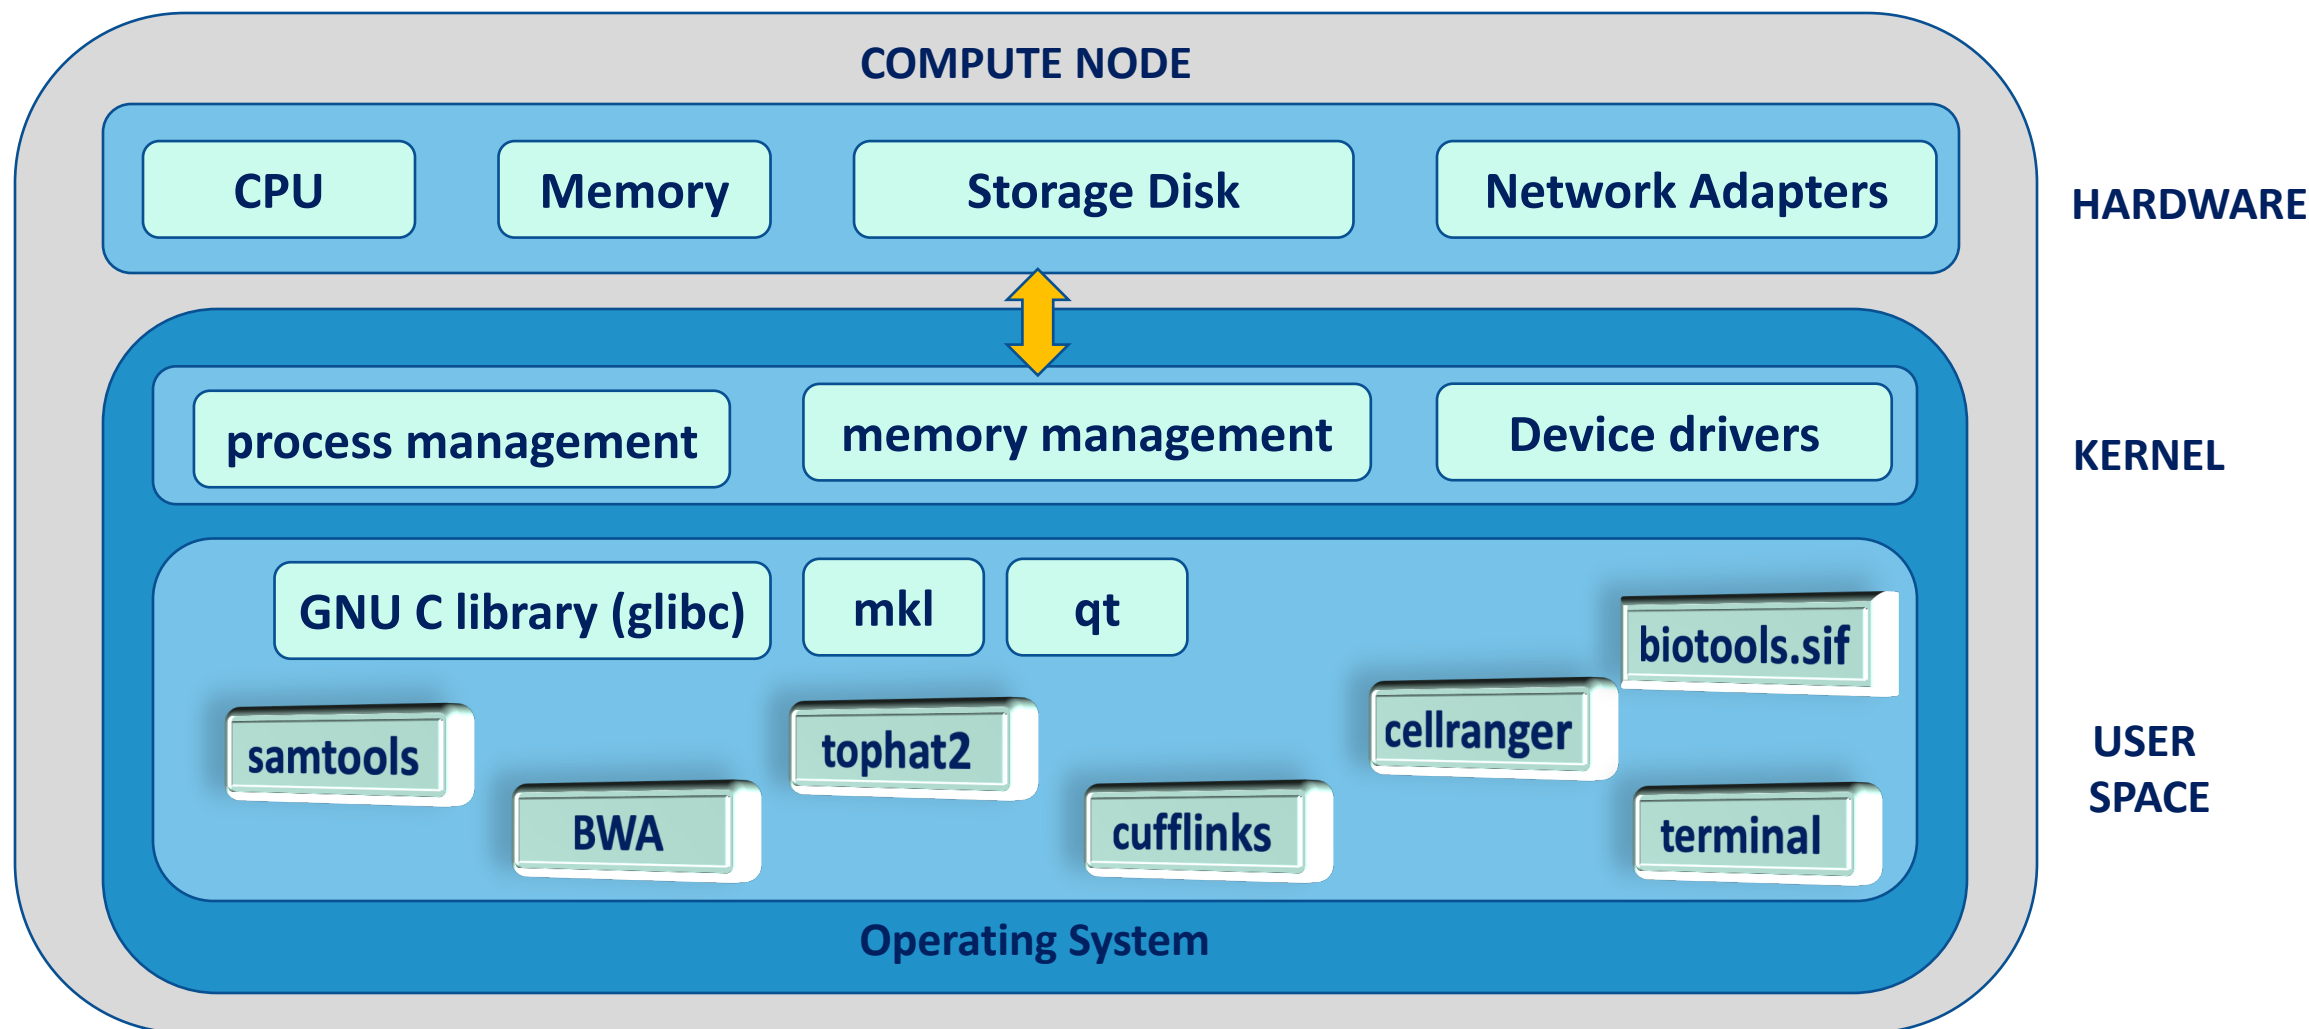 COMPUTE NODE
CPU
Memory
Storage Disk
Network Adapters
HARDWARE
process management
memory management
Device drivers
KERNEL
GNU C library (glibc)
mkl
qt
biotools.sif
samtools
tophat2
cellranger
BWA
cufflinks
terminal
USER
SPACE
Operating System